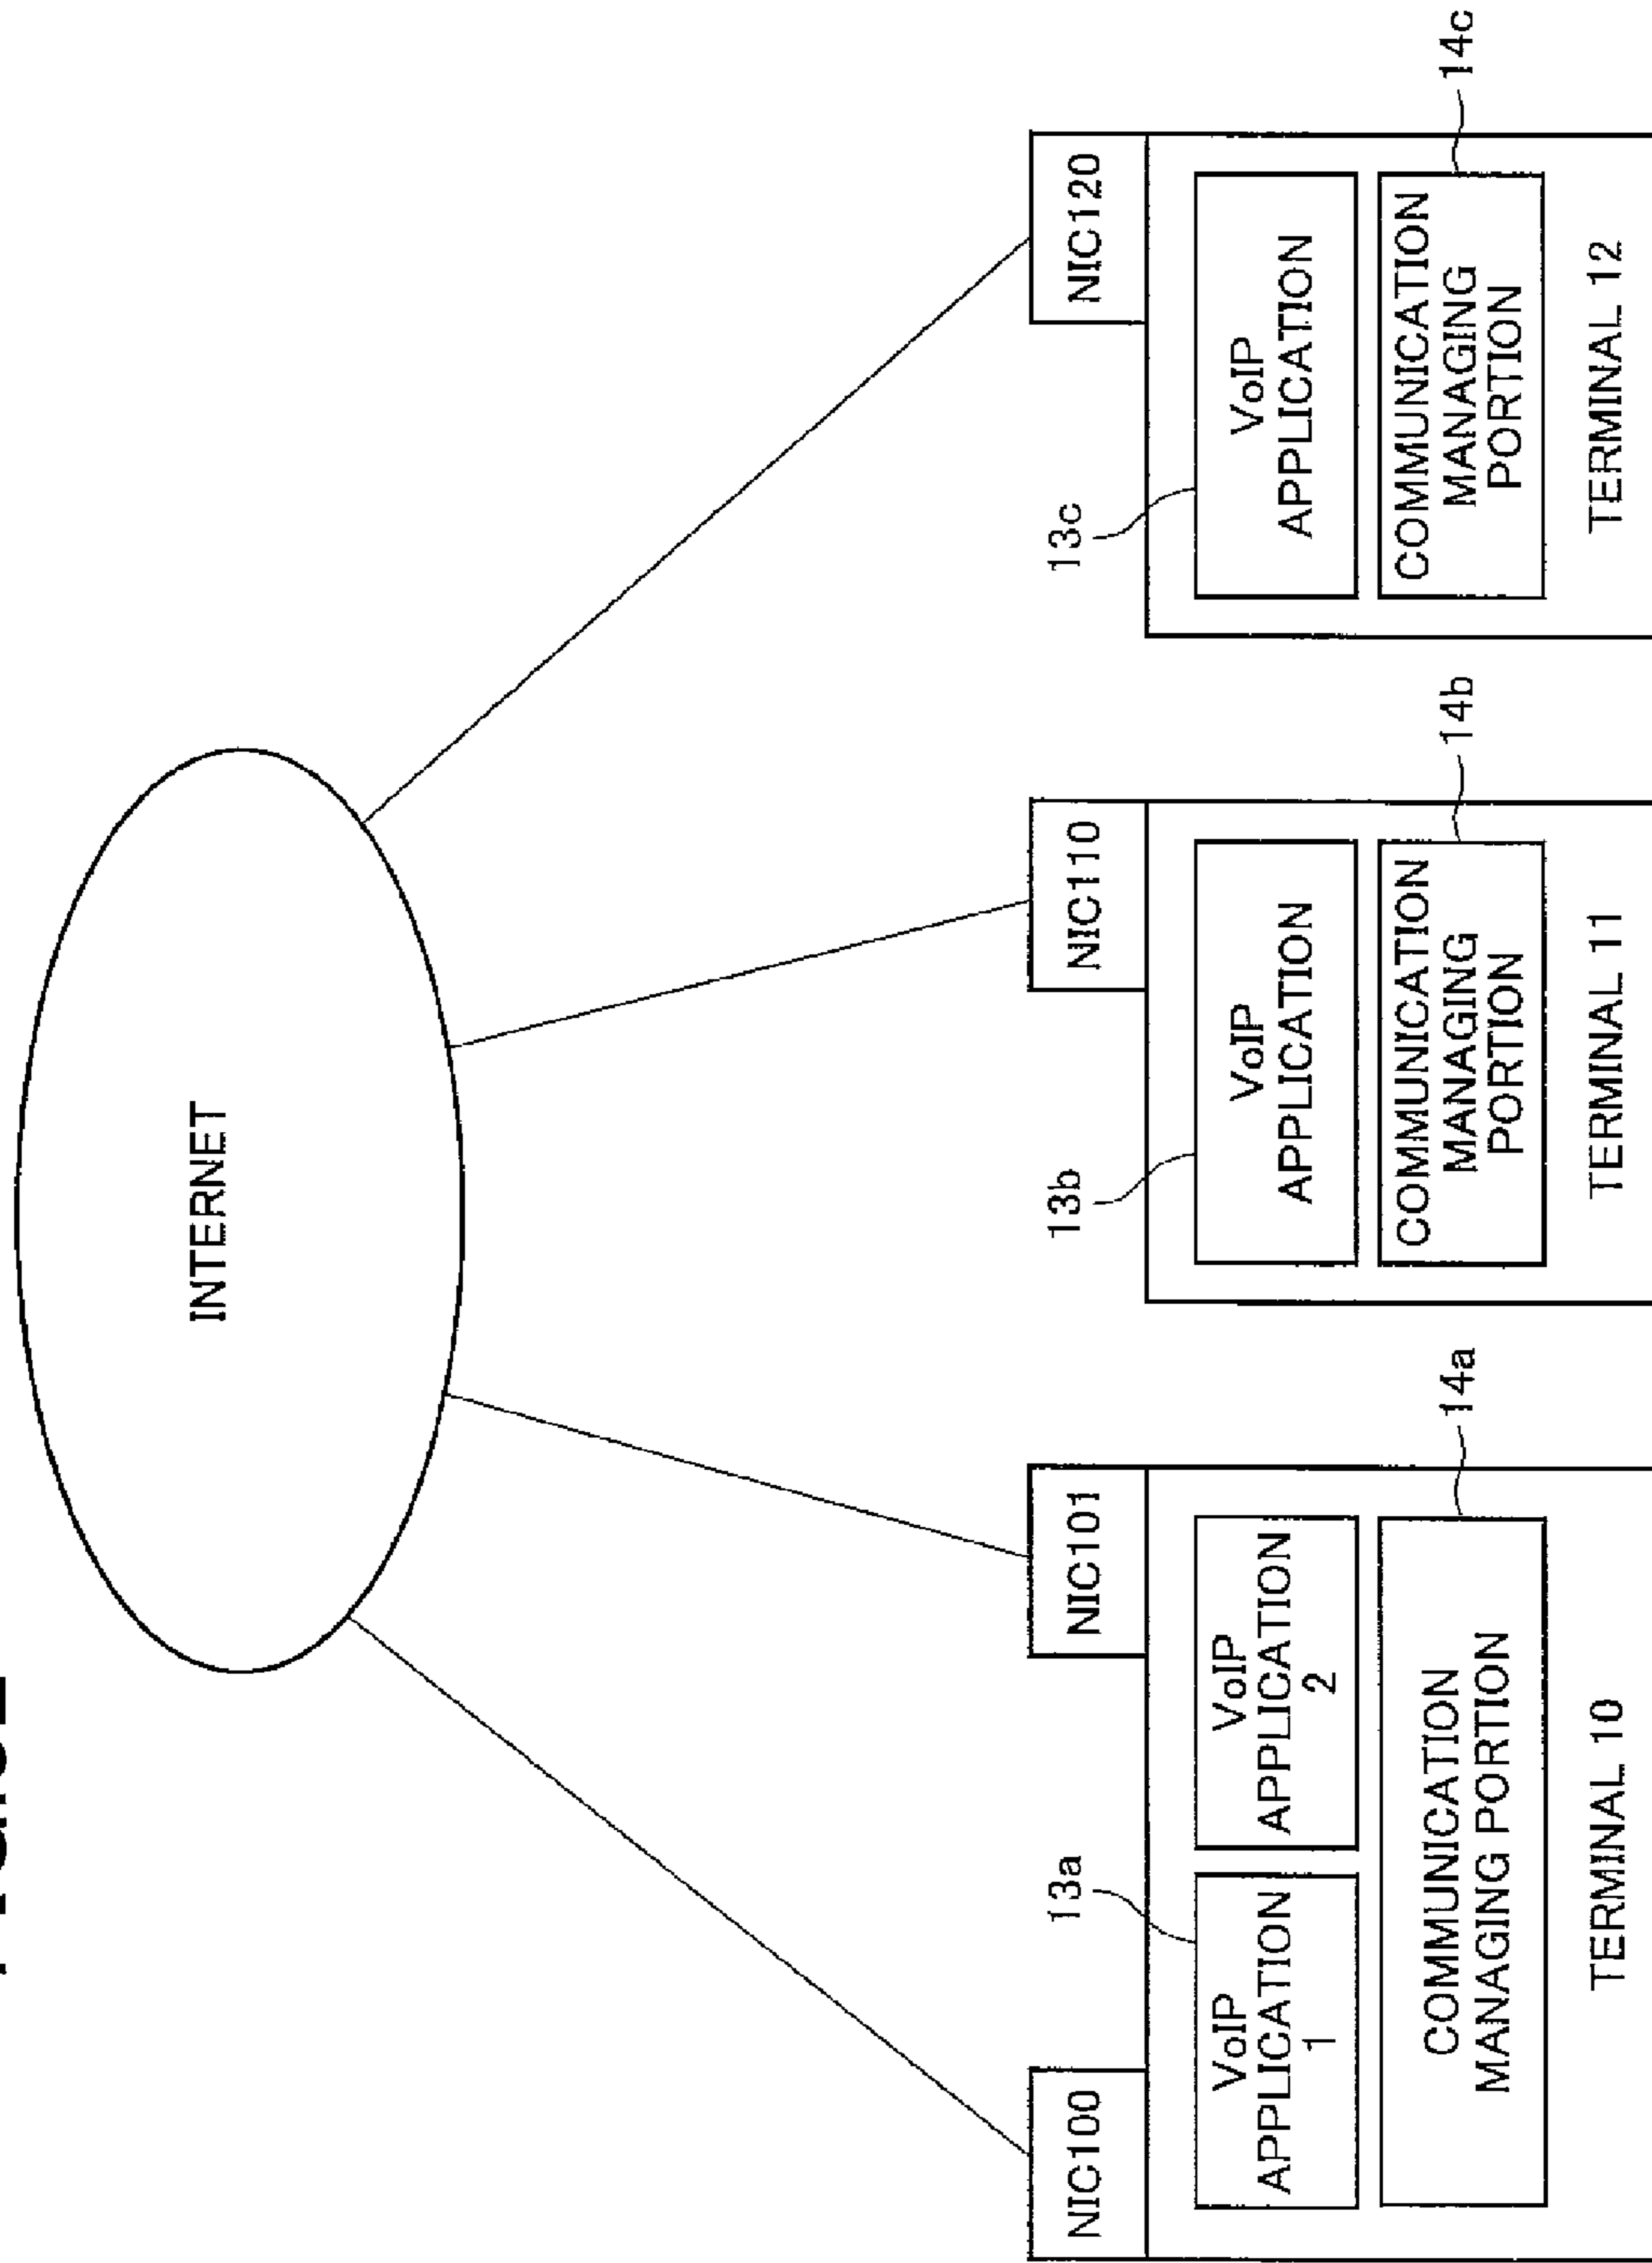 INTERNET
NIC100
NIC101
NIC110
NIC120
13a
VoIP
APPLICATION
1
VoIP
APPLICATION
2
COMMUNICATION
MANAGING PORTION
14a
TERMINAL 10
13b
VoIP
APPLICATION
COMMUNICATION
MANAGING
PORTION
14b
TERMINAL 11
13c
VoIP
APPLICATION
COMMUNICATION
MANAGING
PORTION
14c
TERMINAL 12